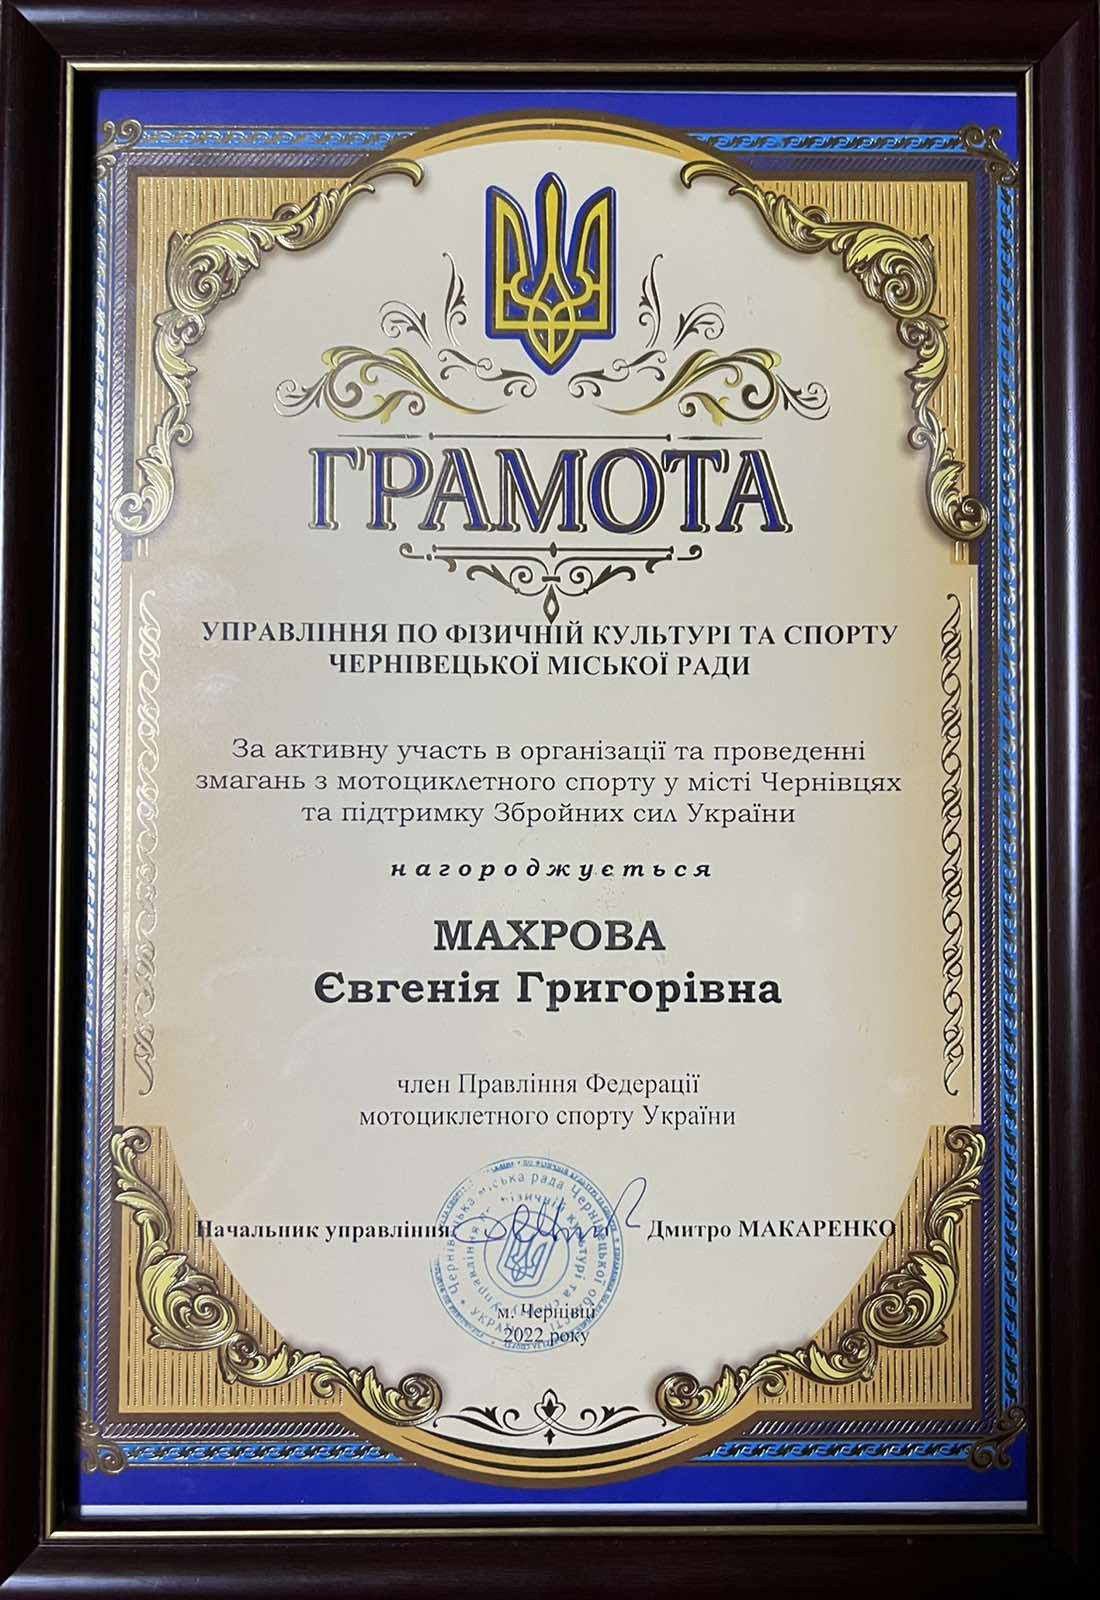 ГРАМОТА
УПРАВЛІННЯ ПО ФІЗИЧНІЙ КУЛЬТУРІ ТА СПОРТУ
ЧЕРНІВЕЦЬКОЇ МІСЬКОЇ РАДИ
За активну участь в організації та проведенні
змагань з мотоциклетного спорту у місті Чернівцях
та підтримку Збройних сил України
нагороджується
МАХРОВА
Євгенія Григорівна
член Правління Федерації
мотоциклетного спорту України
Начальник управління Дмитро МАКАРЕНКО
м. Чернівці
2022 року